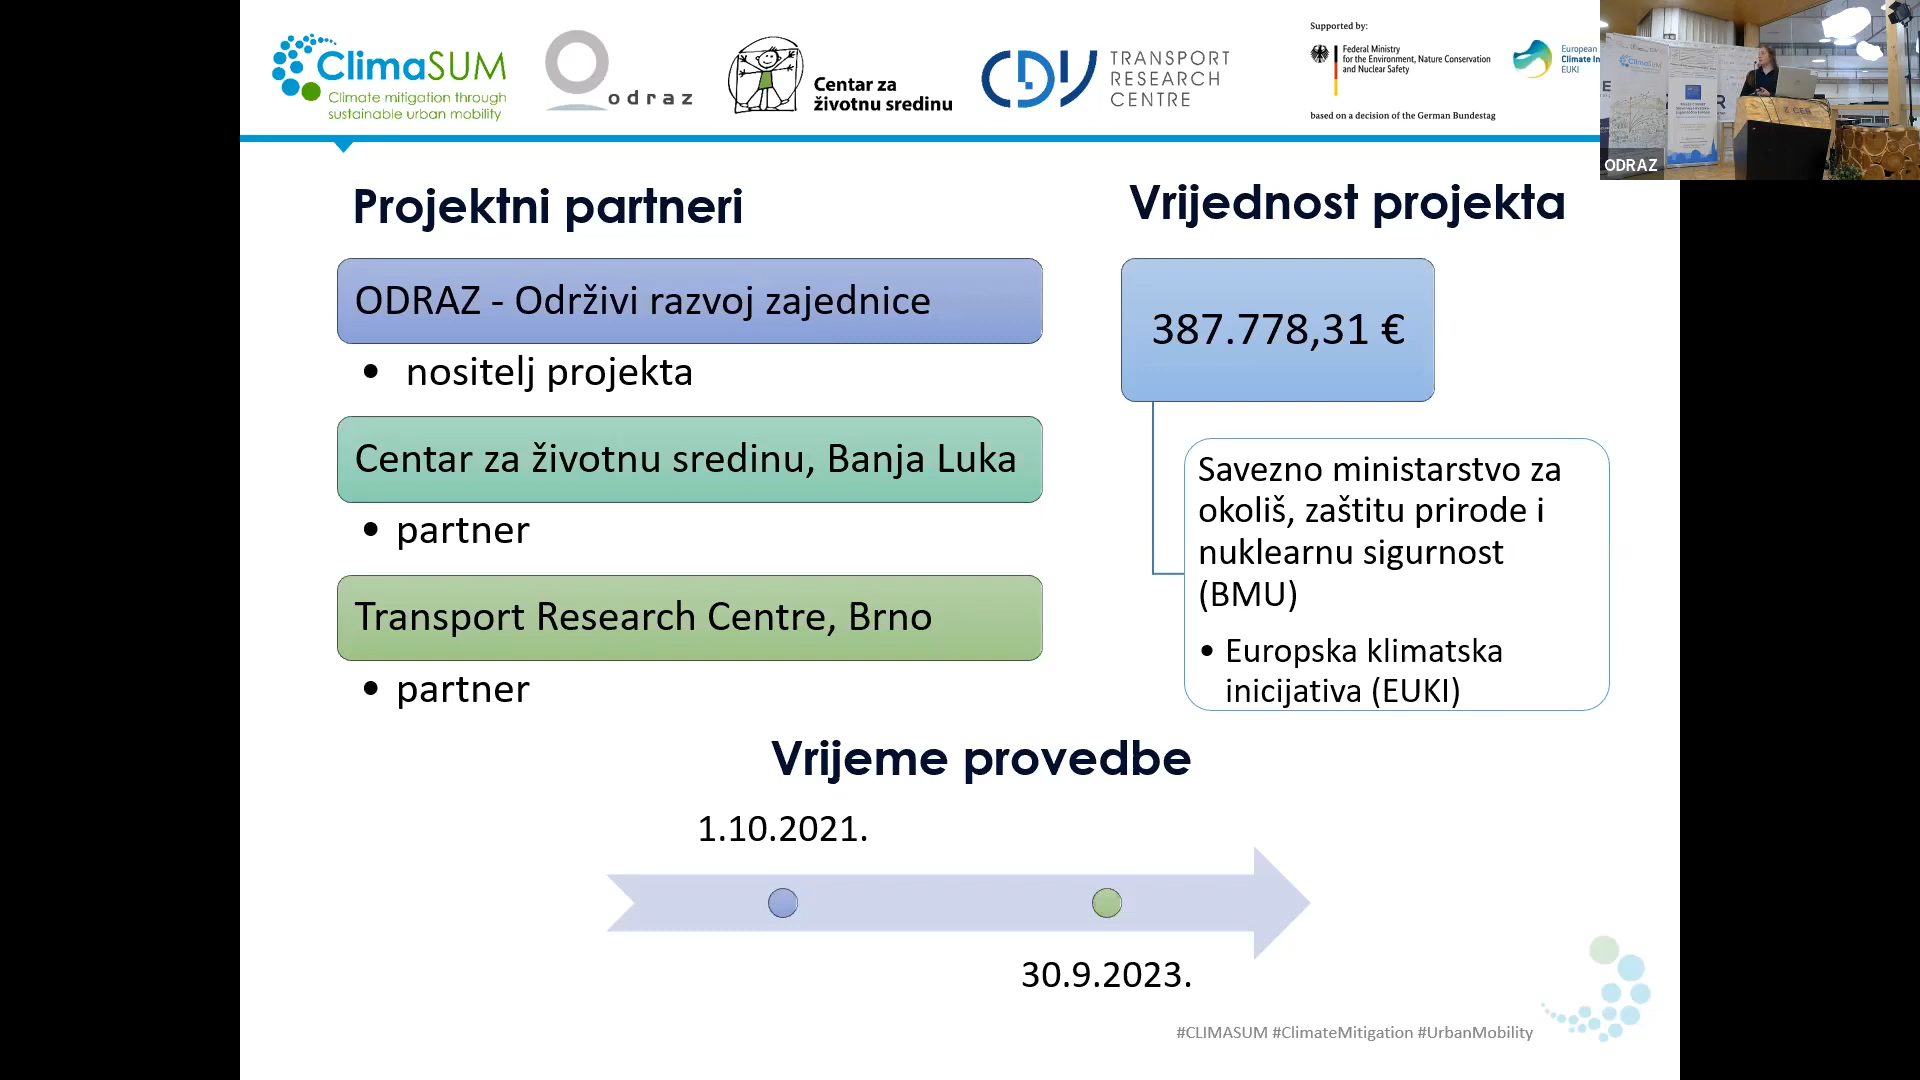 ClimaSUM
Climate mitigation through
sustainable urban mobility
odraz
Centar za
životnu sredinu
CDV
TRANSPORT
RESEARCH
CENTRE
Supported by:
Federal Ministry
for the Environment, Nature Conservation
and Nuclear Safety
European
Climate In
EUKI
based on a decision of the German Bundestag
ODRAZ
Projektni partneri
ODRAZ - Održivi razvoj zajednice
• nositelj projekta
Centar za životnu sredinu, Banja Luka
• partner
Transport Research Centre, Brno
• partner
Vrijednost projekta
387.778,31 €
Savezno ministarstvo za
okoliš, zaštitu prirode i
nuklearnu sigurnost
(BMU)
• Europska klimatska
inicijativa (EUKI)
Vrijeme provedbe
1.10.2021.
30.9.2023.
#CLIMASUM #ClimateMitigation #UrbanMobility